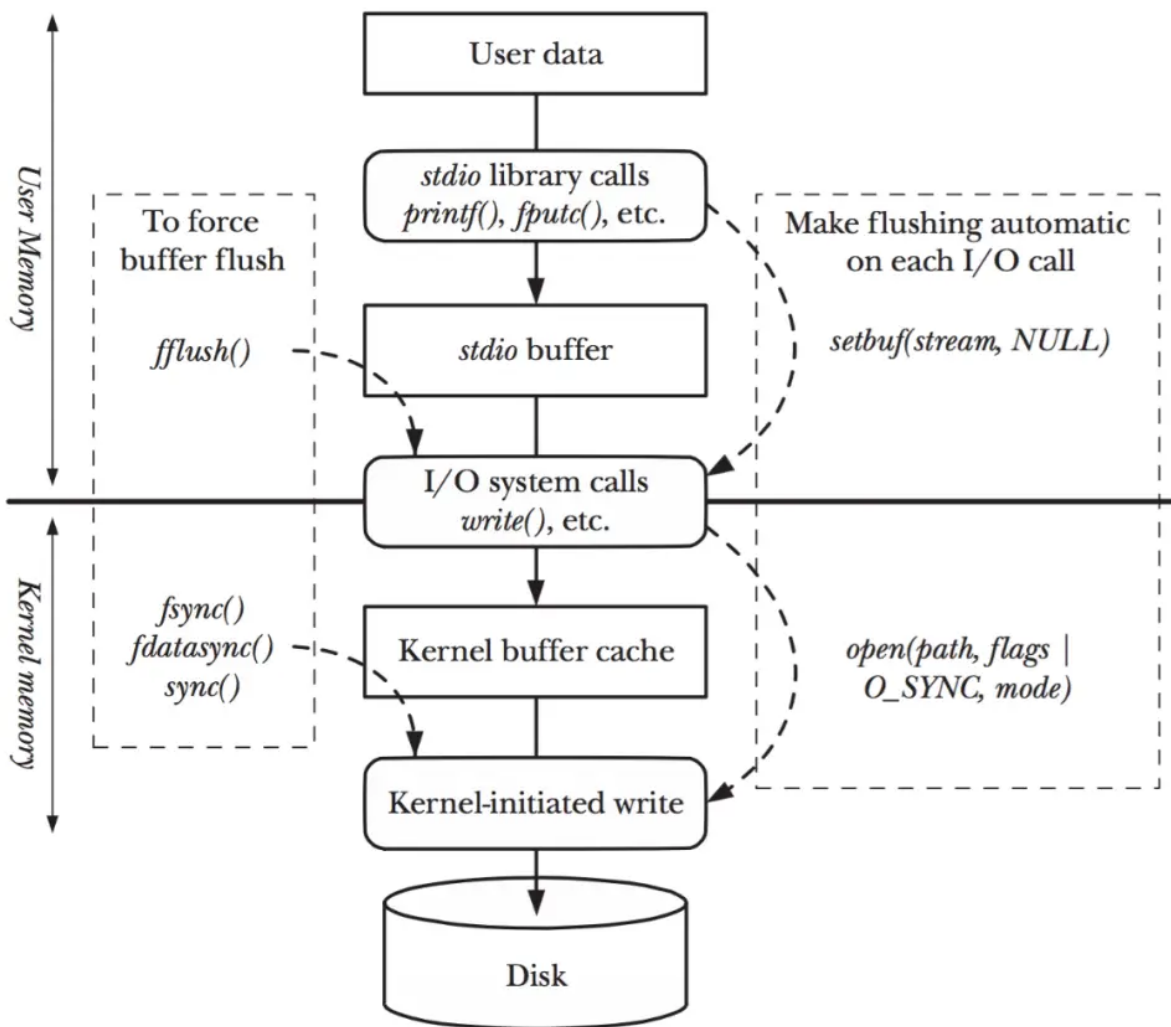 User data
stdio library calls
printf(), fputc(), etc.
User Memory
To force
buffer flush
fflush()
Make flushing automatic
on each I/O call
setbuf(stream, NULL)
stdio buffer
I/O system calls
write(), etc.
Kernel memory
fsync()
fdatasync()
sync()
Kernel buffer cache
open(path, flags |
O_SYNC, mode)
Kernel-initiated write
Disk